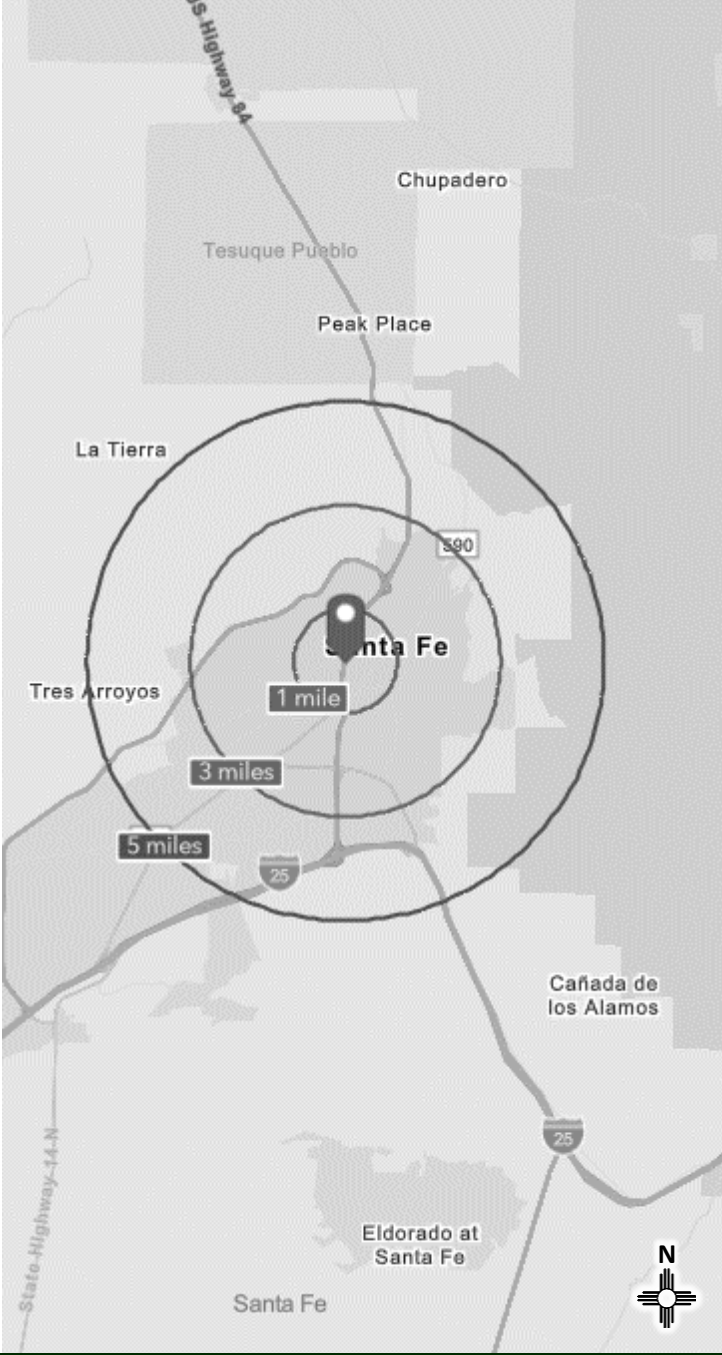 US Highway 84
Chupadero
Tesuque Pueblo
Peak Place
La Tierra
590
Santa Fe
Tres Arroyos
1 mile
3 miles
5 miles
25
Cañada de
los Alamos
25
State Highway 14 N
Eldorado at
Santa Fe
N
Santa Fe